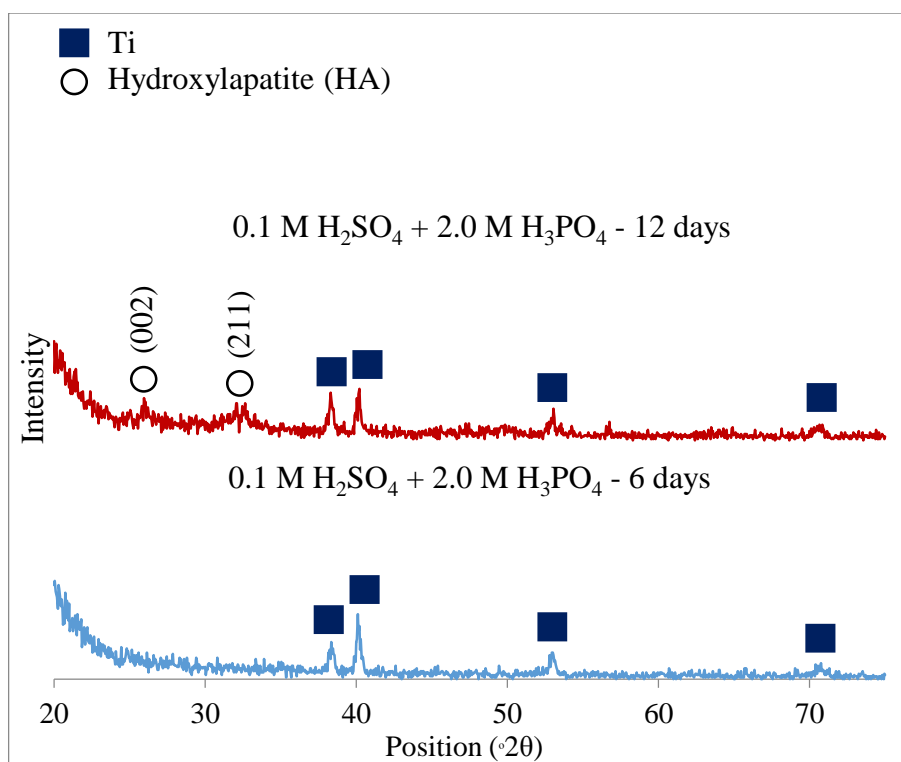 Ti
Hydroxylapatite (HA)
0.1 M H₂SO₄ + 2.0 M H₃PO₄ - 12 days
(002)
(211)
Intensity
0.1 M H₂SO₄ + 2.0 M H₃PO₄ - 6 days
20 30 40 50 60 70
Position (◦2θ)